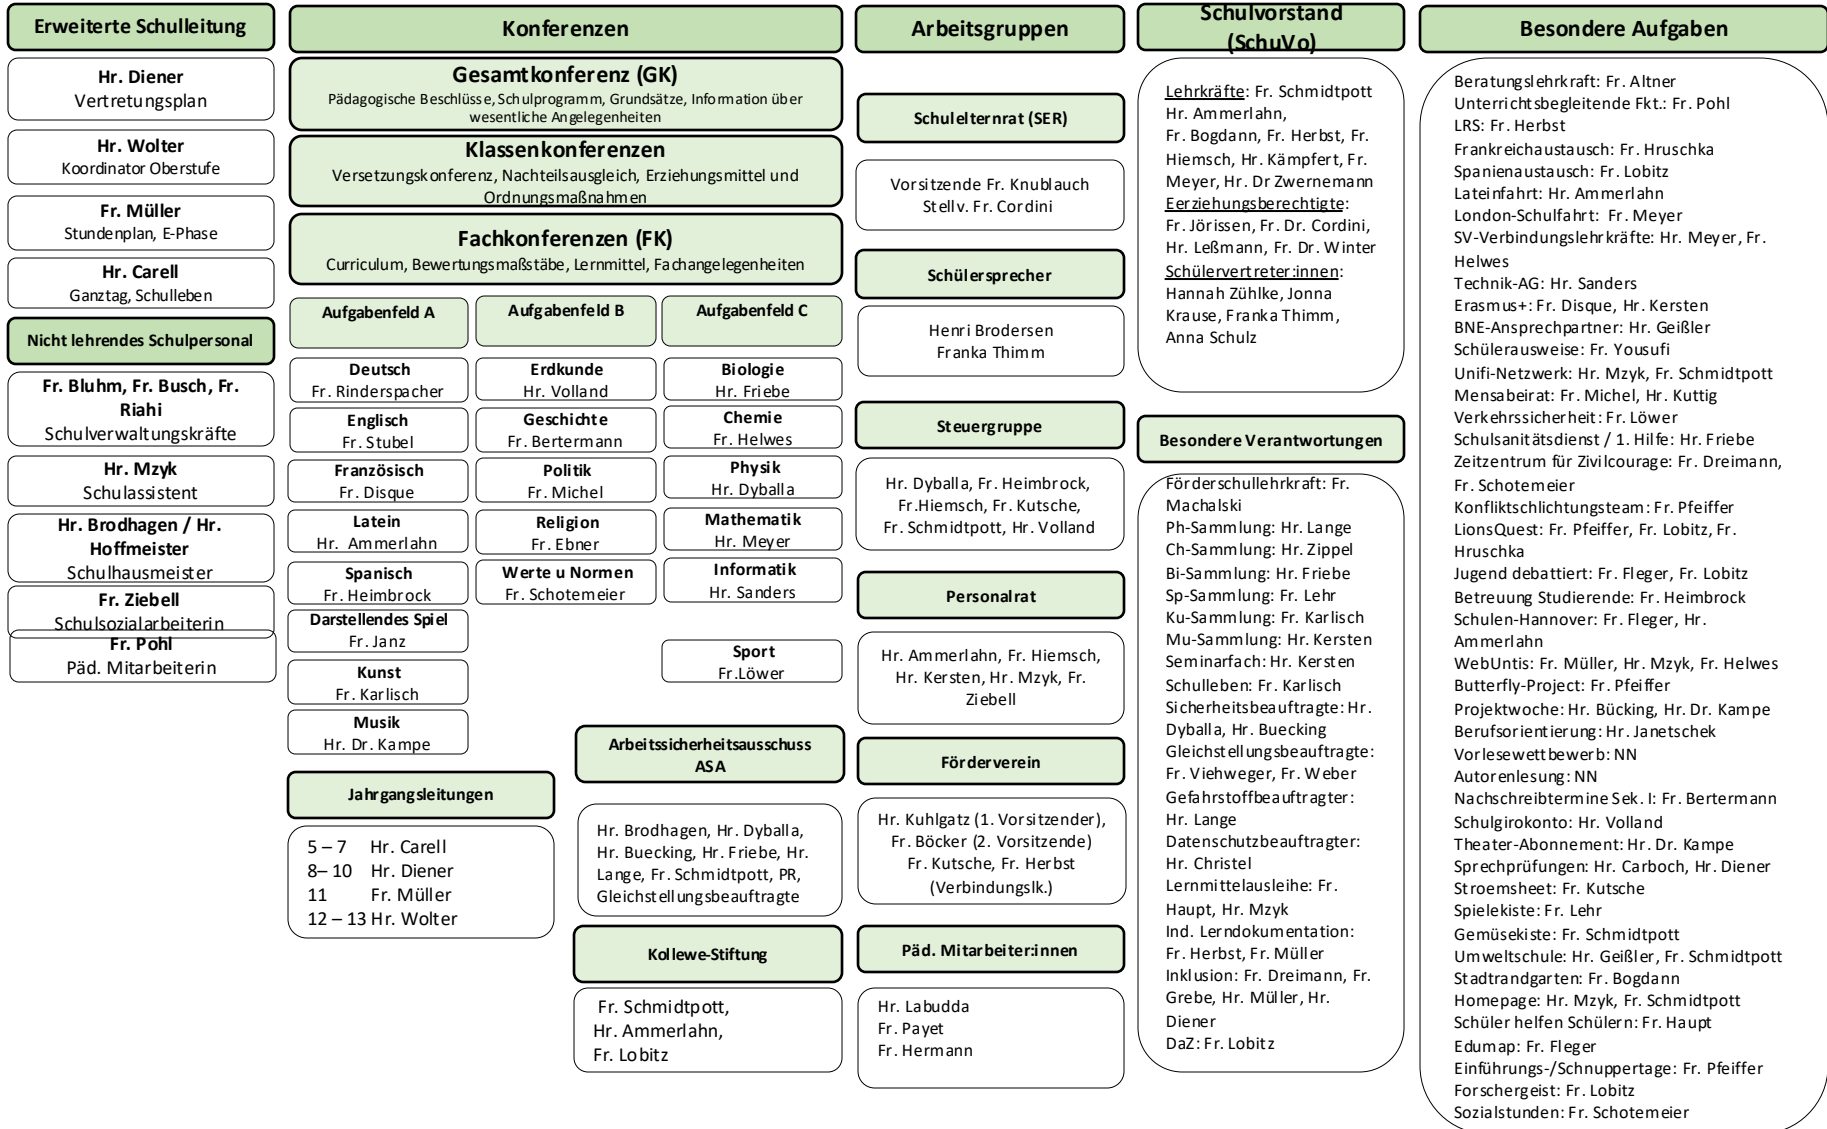 Erweiterte Schulleitung
Hr. Diener
Vertretungsplan
Hr. Wolter
Koordinator Oberstufe
Fr. Müller
Stundenplan, E-Phase
Hr. Carell
Ganztag, Schulleben
Nicht lehrendes Schulpersonal
Fr. Bluhm, Fr. Busch, Fr.
Riahi
Schulverwaltungskräfte
Hr. Mzyk
Schulassistent
Hr. Brodhagen / Hr.
Hoffmeister
Schulhausmeister
Fr. Ziebell
Schulsozialarbeiterin
Fr. Pohl
Päd. Mitarbeiterin
Konferenzen
Gesamtkonferenz (GK)
Pädagogische Beschlüsse, Schulprogramm, Grundsätze, Information über
wesentliche Angelegenheiten
Klassenkonferenzen
Versetzungskonferenz, Nachteilsausgleich, Erziehungsmittel und
Ordnungsmaßnahmen
Fachkonferenzen (FK)
Curriculum, Bewertungsmaßstäbe, Lernmittel, Fachangelegenheiten
Aufgabenfeld A
Deutsch
Fr. Rinderspacher
Englisch
Fr. Stubel
Französisch
Fr. Disque
Latein
Hr. Ammerlahn
Spanisch
Fr. Heimbrock
Darstellendes Spiel
Fr. Janz
Kunst
Fr. Karlisch
Musik
Hr. Dr. Kampe
Aufgabenfeld B
Erdkunde
Hr. Volland
Geschichte
Fr. Bertermann
Politik
Fr. Michel
Religion
Fr. Ebner
Werte u Normen
Fr. Schotemeier
Aufgabenfeld C
Biologie
Hr. Friebe
Chemie
Fr. Helwes
Physik
Hr. Dyballa
Mathematik
Hr. Meyer
Informatik
Hr. Sanders
Sport
Fr.Löwer
Jahrgangsleitungen
5 – 7 Hr. Carell
8– 10 Hr. Diener
11 Fr. Müller
12 – 13 Hr. Wolter
Arbeitssicherheitsausschuss
ASA
Hr. Brodhagen, Hr. Dyballa,
Hr. Buecking, Hr. Friebe, Hr.
Lange, Fr. Schmidtpott, PR,
Gleichstellungsbeauftragte
Kollewe-Stiftung
Fr. Schmidtpott,
Hr. Ammerlahn,
Fr. Lobitz
Arbeitsgruppen
Schulelternrat (SER)
Vorsitzende Fr. Knublauch
Stellv. Fr. Cordini
Schülersprecher
Henri Brodersen
Franka Thimm
Steuergruppe
Hr. Dyballa, Fr. Heimbrock,
Fr.Hiemsch, Fr. Kutsche,
Fr. Schmidtpott, Hr. Volland
Personalrat
Hr. Ammerlahn, Fr. Hiemsch,
Hr. Kersten, Hr. Mzyk, Fr.
Ziebell
Förderverein
Hr. Kuhlgatz (1. Vorsitzender),
Fr. Böcker (2. Vorsitzende)
Fr. Kutsche, Fr. Herbst
(Verbindungslk.)
Päd. Mitarbeiter:innen
Hr. Labudda
Fr. Payet
Fr. Hermann
Schulvorstand
(SchuVo)
Lehrkräfte: Fr. Schmidtpott
Hr. Ammerlahn,
Fr. Bogdann, Fr. Herbst, Fr.
Hiemsch, Hr. Kämpfert, Fr.
Meyer, Hr. Dr Zwernemann
Eerziehungsberechtigte:
Fr. Jörissen, Fr. Dr. Cordini,
Hr. Leßmann, Fr. Dr. Winter
Schülervertreter:innen:
Hannah Zühlke, Jonna
Krause, Franka Thimm,
Anna Schulz
Besondere Verantwortungen
Förderschullehrkraft: Fr.
Machalski
Ph-Sammlung: Hr. Lange
Ch-Sammlung: Hr. Zippel
Bi-Sammlung: Hr. Friebe
Sp-Sammlung: Fr. Lehr
Ku-Sammlung: Fr. Karlisch
Mu-Sammlung: Hr. Kersten
Seminarfach: Hr. Kersten
Schulleben: Fr. Karlisch
Sicherheitsbeauftragte: Hr.
Dyballa, Hr. Buecking
Gleichstellungsbeauftragte:
Fr. Viehweger, Fr. Weber
Gefahrstoffbeauftragter:
Hr. Lange
Datenschutzbeauftragter:
Hr. Christel
Lernmittelausleihe: Fr.
Haupt, Hr. Mzyk
Ind. Lerndokumentation:
Fr. Herbst, Fr. Müller
Inklusion: Fr. Dreimann, Fr.
Grebe, Hr. Müller, Hr.
Diener
DaZ: Fr. Lobitz
Besondere Aufgaben
Beratungslehrkraft: Fr. Altner
Unterrichtsbegleitende Fkt.: Fr. Pohl
LRS: Fr. Herbst
Frankreichaustausch: Fr. Hruschka
Spanienaustausch: Fr. Lobitz
Lateinfahrt: Hr. Ammerlahn
London-Schulfahrt: Fr. Meyer
SV-Verbindungslehrkräfte: Hr. Meyer, Fr.
Helwes
Technik-AG: Hr. Sanders
Erasmus+: Fr. Disque, Hr. Kersten
BNE-Ansprechpartner: Hr. Geißler
Schülerausweise: Fr. Yousufi
Unifi-Netzwerk: Hr. Mzyk, Fr. Schmidtpott
Mensabeirat: Fr. Michel, Hr. Kuttig
Verkehrssicherheit: Fr. Löwer
Schulsanitätsdienst / 1. Hilfe: Hr. Friebe
Zeitzentrum für Zivilcourage: Fr. Dreimann,
Fr. Schotemeier
Konfliktschlichtungsteam: Fr. Pfeiffer
LionsQuest: Fr. Pfeiffer, Fr. Lobitz, Fr.
Hruschka
Jugend debattiert: Fr. Fleger, Fr. Lobitz
Betreuung Studierende: Fr. Heimbrock
Schulen-Hannover: Fr. Fleger, Hr.
Ammerlahn
WebUntis: Fr. Müller, Hr. Mzyk, Fr. Helwes
Butterfly-Project: Fr. Pfeiffer
Projektwoche: Hr. Bücking, Hr. Dr. Kampe
Berufsorientierung: Hr. Janetschek
Vorlesewettbewerb: NN
Autorenlesung: NN
Nachschreibtermine Sek. I: Fr. Bertermann
Schulgirokonto: Hr. Volland
Theater-Abonnement: Hr. Dr. Kampe
Sprechprüfungen: Hr. Carboch, Hr. Diener
Stroemsheet: Fr. Kutsche
Spielekiste: Fr. Lehr
Gemüsekiste: Fr. Schmidtpott
Umweltschule: Hr. Geißler, Fr. Schmidtpott
Stadtrandgarten: Fr. Bogdann
Homepage: Hr. Mzyk, Fr. Schmidtpott
Schüler helfen Schülern: Fr. Haupt
Edumap: Fr. Fleger
Einführungs-/Schnuppertage: Fr. Pfeiffer
Forschergeist: Fr. Lobitz
Sozialstunden: Fr. Schotemeier